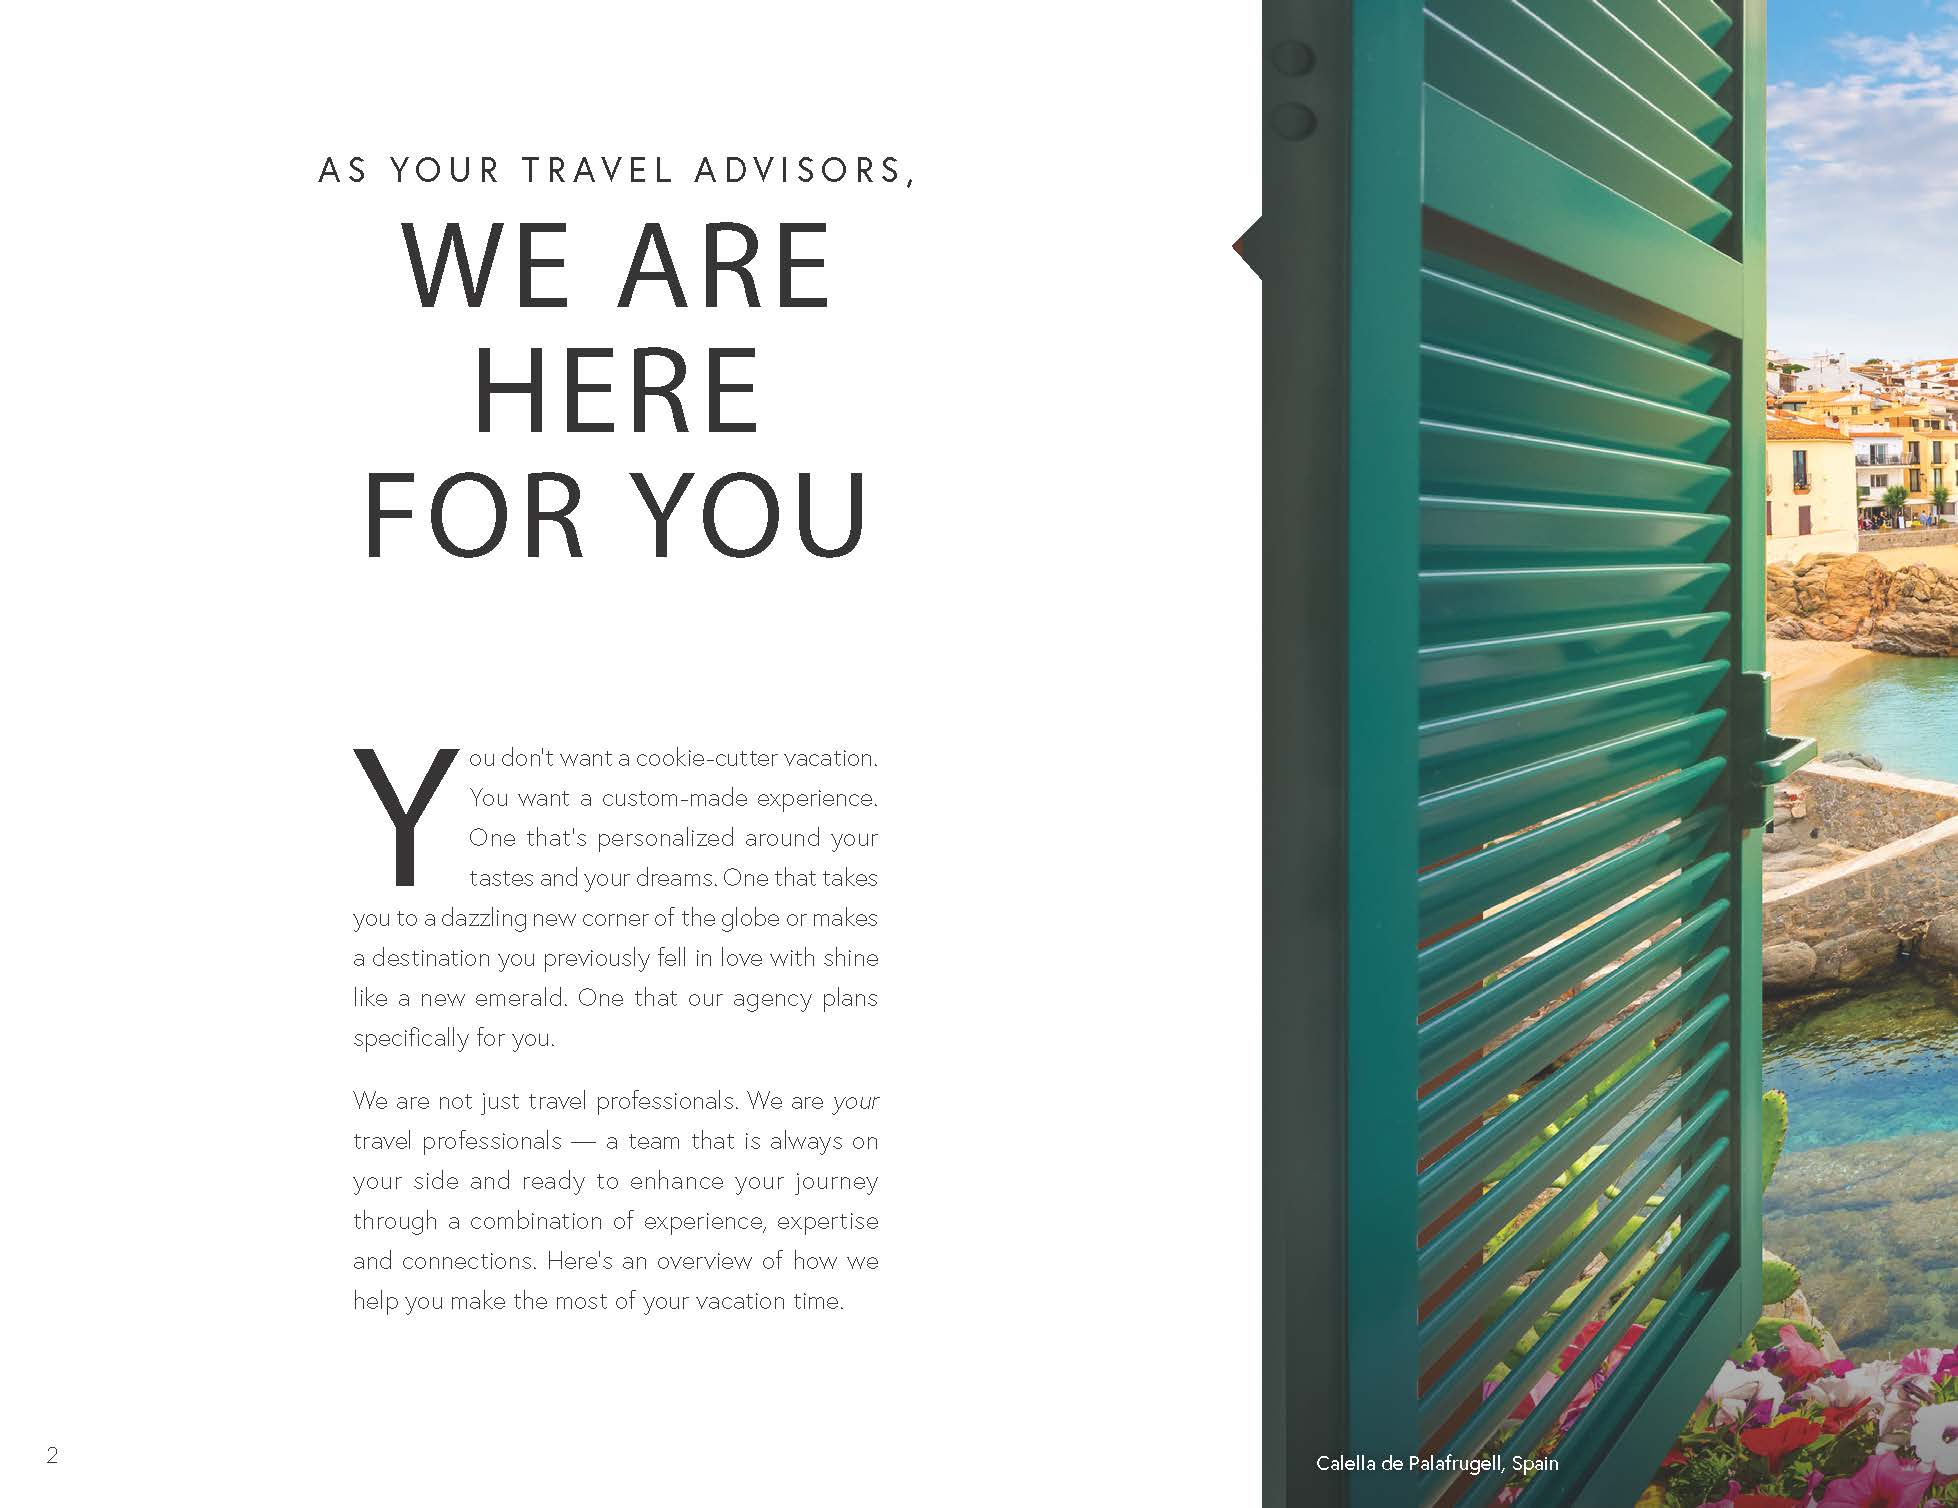 AS YOUR TRAVEL ADVISORS,
WE ARE
HERE
FOR YOU
You don't want a cookie-cutter vacation.
You want a custom-made experience.
One that's personalized around your
tastes and your dreams. One that takes
you to a dazzling new corner of the globe or makes
a destination you previously fell in love with shine
like a new emerald. One that our agency plans
specifically for you.
We are not just travel professionals. We are your
travel professionals — a team that is always on
your side and ready to enhance your journey
through a combination of experience, expertise
and connections. Here's an overview of how we
help you make the most of your vacation time.
2
Calella de Palafrugell, Spain